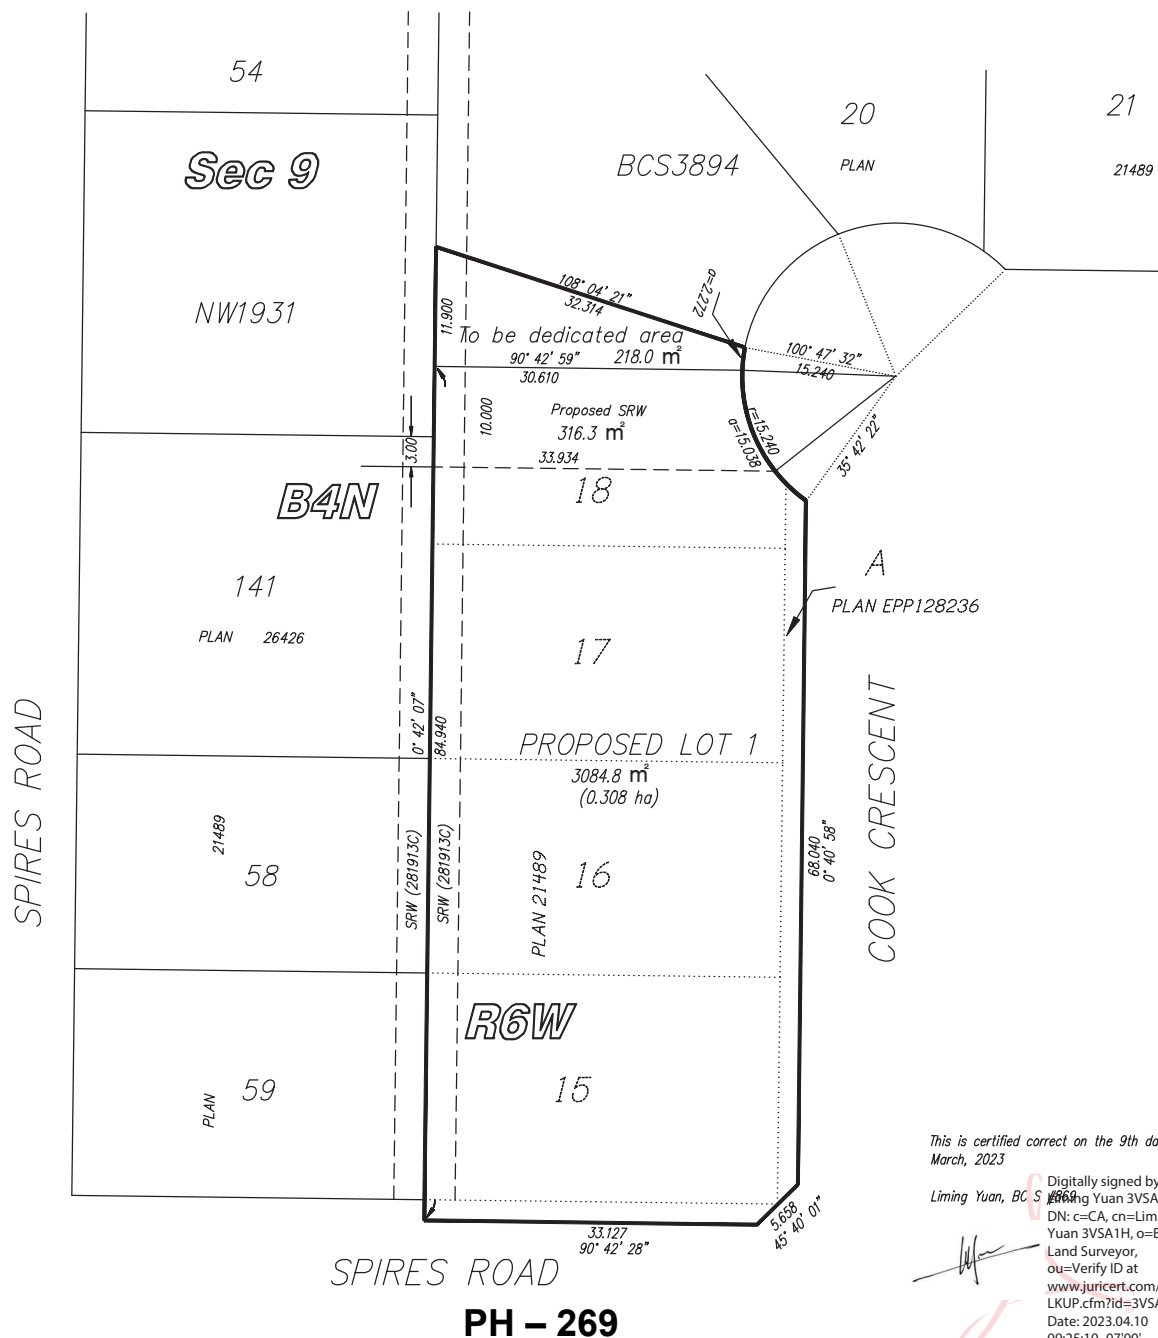 54
20
21
PLAN
21489
BCS3894
Sec 9
108° 04' 21"
32.314
a=2.272
NW1931
11.900
To be dedicated area
218.0 m²
90° 42' 59"
30.610
100° 47' 32"
15.240
Proposed SRW
316.3 m²
10.000
33.934
r=15.240
a=15.038
35° 42' 22"
3.00
B4N
18
A
PLAN EPP128236
141
PLAN 26426
17
0° 42' 07"
84.940
PROPOSED LOT 1
3084.8 m²
(0.308 ha)
SPIRES ROAD
COOK CRESCENT
21489
58
SRW (281913C)
SRW (281913C)
PLAN 21489
16
68.040
0° 40' 58"
R6W
PLAN
59
15
33.127
90° 42' 28"
5.658
45° 40' 01"
SPIRES ROAD
PH – 269
This is certified correct on the 9th da
March, 2023
Liming Yuan, BC S #869
Digitally signed by
Liming Yuan 3VSA
DN: c=CA, cn=Lim
Yuan 3VSA1H, o=B
Land Surveyor,
ou=Verify ID at
www.juricert.com/
LKUP.cfm?id=3VSA
Date: 2023.04.10